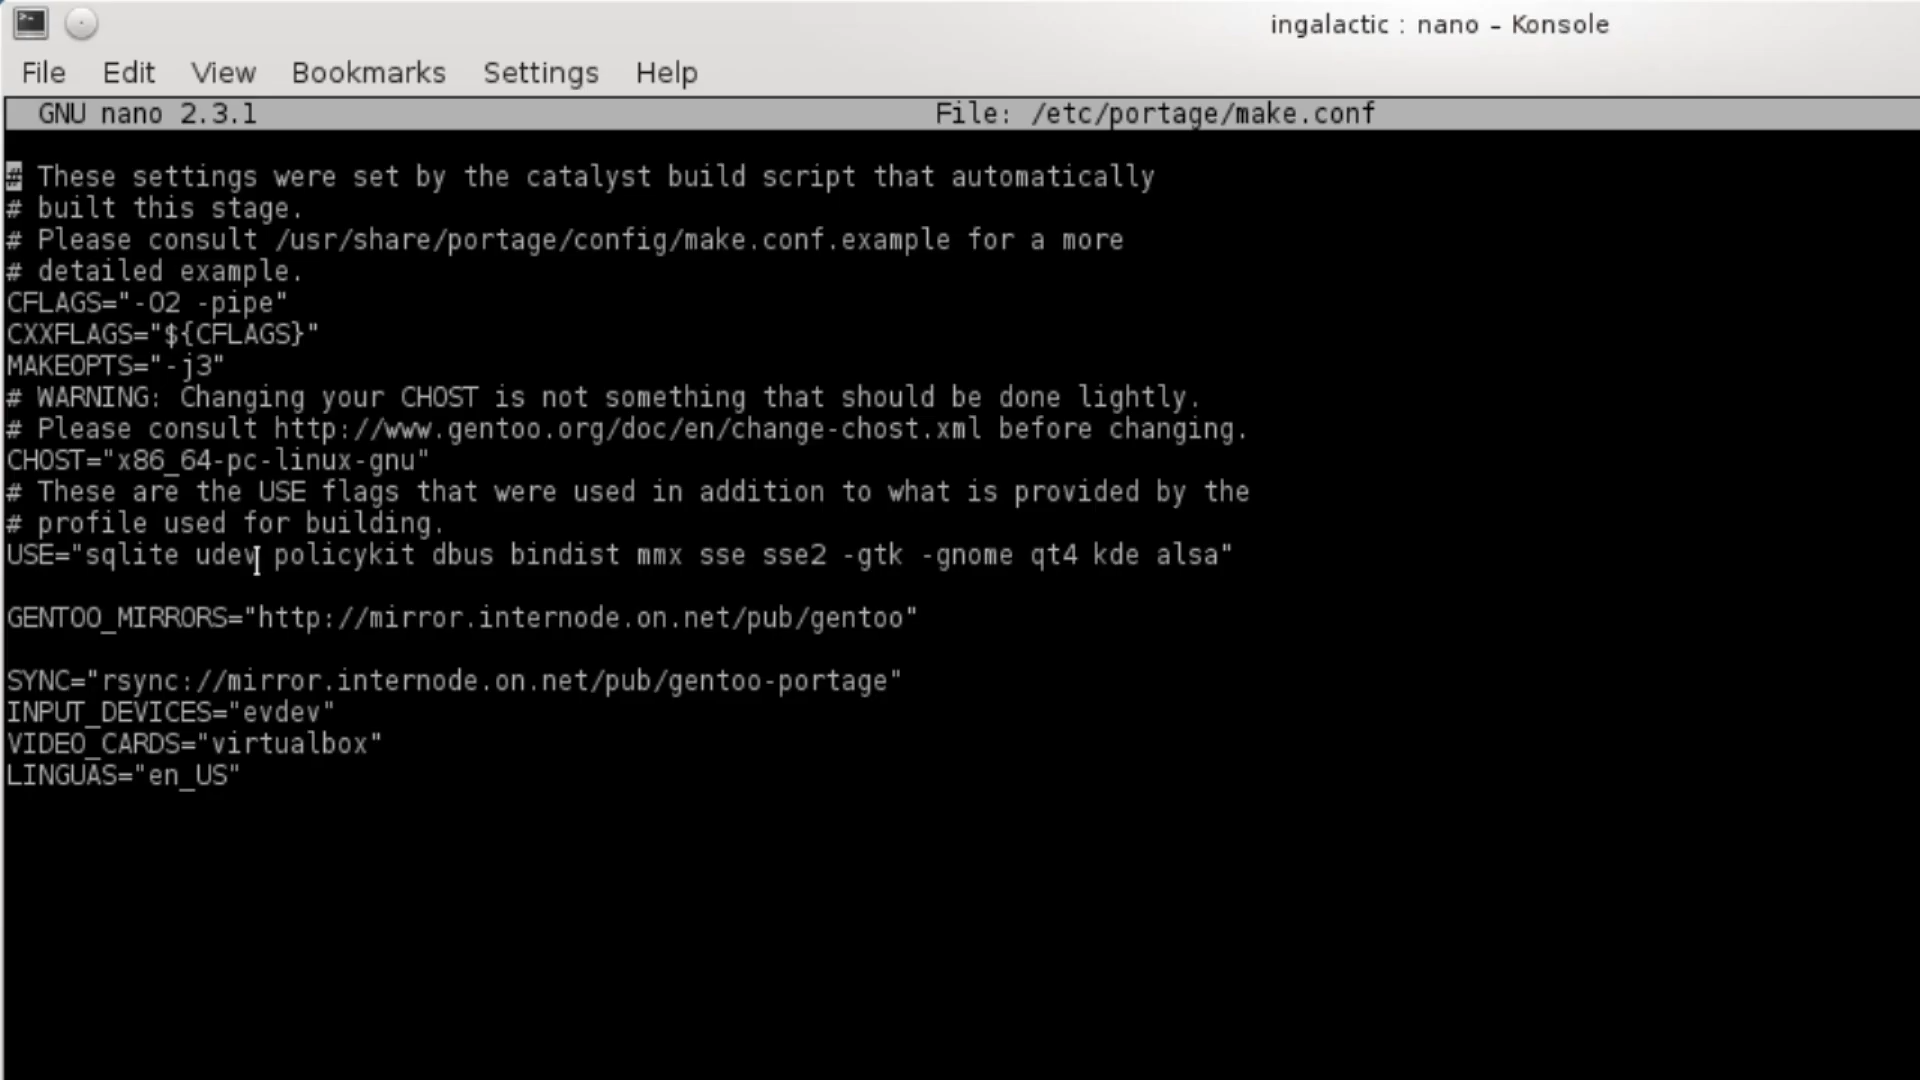 ingalactic : nano – Konsole
File Edit View Bookmarks Settings Help
GNU nano 2.3.1 File: /etc/portage/make.conf
# These settings were set by the catalyst build script that automatically
# built this stage.
# Please consult /usr/share/portage/config/make.conf.example for a more
# detailed example.
CFLAGS="-O2 -pipe"
CXXFLAGS="${CFLAGS}"
MAKEOPTS="-j3"
# WARNING: Changing your CHOST is not something that should be done lightly.
# Please consult http://www.gentoo.org/doc/en/change-chost.xml before changing.
CHOST="x86_64-pc-linux-gnu"
# These are the USE flags that were used in addition to what is provided by the
# profile used for building.
USE="sqlite udev policykit dbus bindist mmx sse sse2 -gtk -gnome qt4 kde alsa"
GENTOO_MIRRORS="http://mirror.internode.on.net/pub/gentoo"
SYNC="rsync://mirror.internode.on.net/pub/gentoo-portage"
INPUT_DEVICES="evdev"
VIDEO_CARDS="virtualbox"
LINGUAS="en_US"